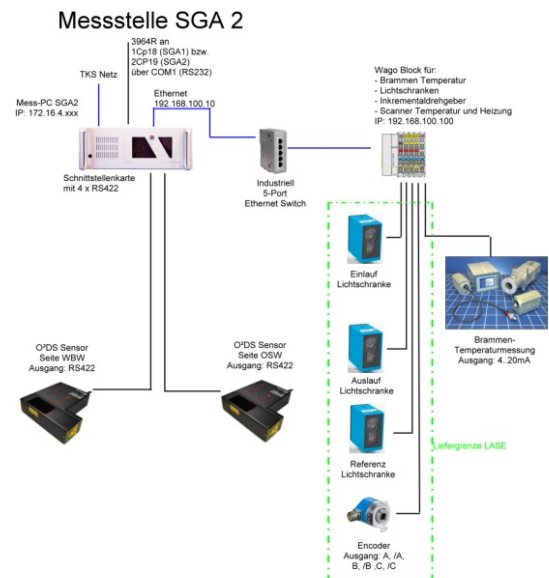 Messstelle SGA 2
3964R an
1Cp18 (SGA1) bzw.
2CP19 (SGA2)
über COM1 (RS232)
TKS Netz
Ethernet
192.168.100.10
Mess-PC SGA2
IP: 172.16.4.xxx
Wago Block für:
- Brammen Temperatur
- Lichtschranken
- Inkrementaldrehgeber
- Scanner Temperatur und Heizung
IP: 192.168.100.100
Schnittstellenkarte
mit 4 x RS422
Industriell
5-Port
Ethernet Switch
Einlauf
Lichtschranke
Brammen-
Temperaturmessung
Ausgang: 4..20mA
O²DS Sensor
Seite WBW
Ausgang: RS422
O²DS Sensor
Seite OSW
Ausgang: RS422
Auslauf
Lichtschranke
Liefergrenze LASE
Referenz
Lichtschranke
Encoder
Ausgang: A, /A,
B, /B ,C, /C